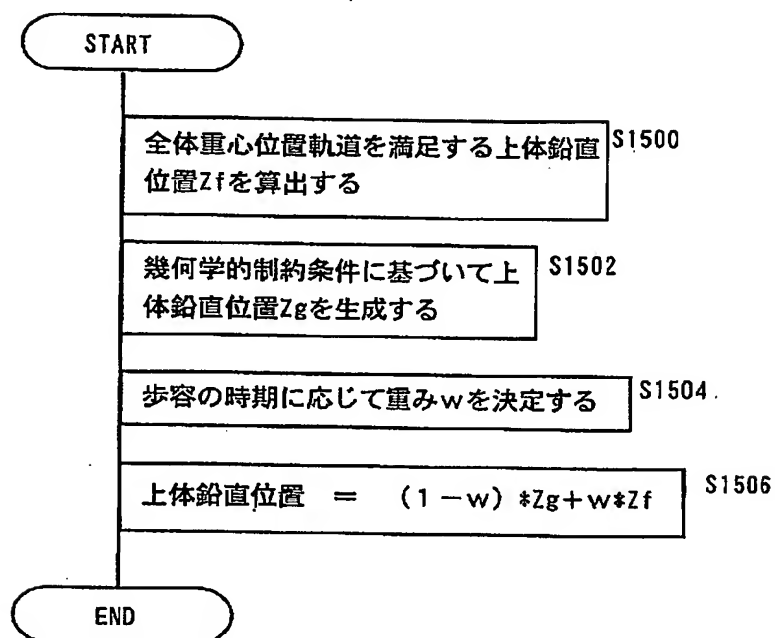 START
全体重心位置軌道を満足する上体鉛直
位置Zfを算出する
S1500
幾何学的制約条件に基づいて上
体鉛直位置Zgを生成する
S1502
歩容の時期に応じて重みwを決定する
S1504
上体鉛直位置 = (1-w)*Zg+w*Zf
S1506
END